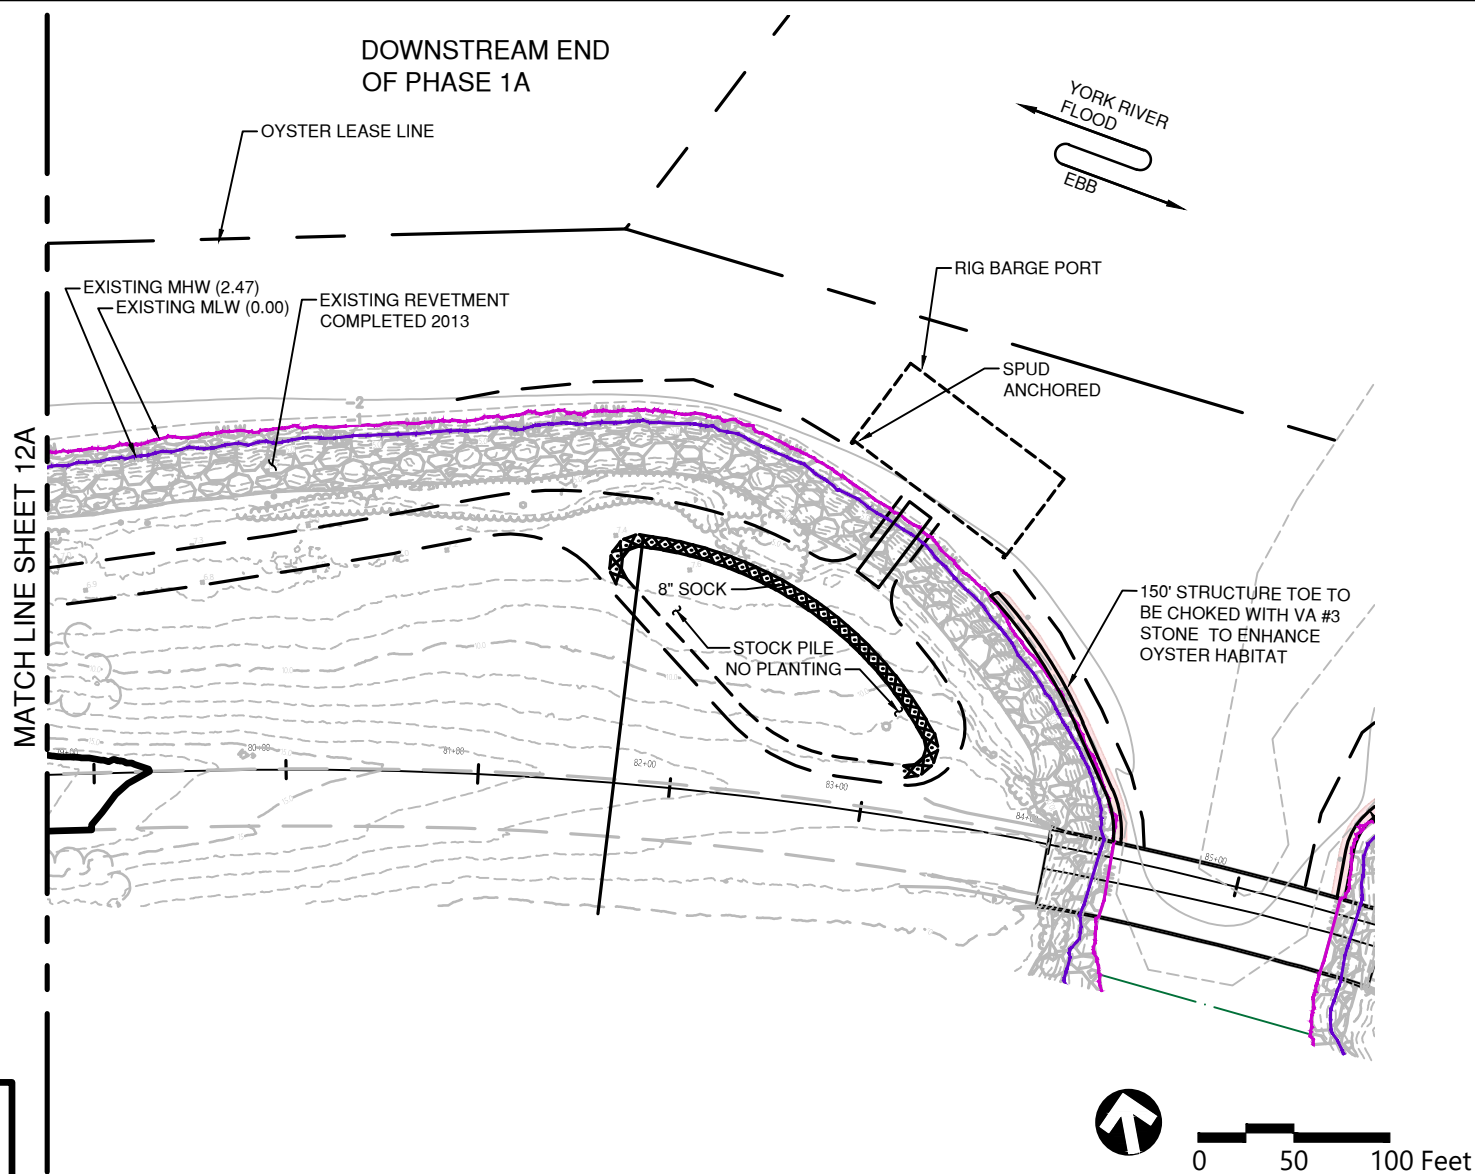 DOWNSTREAM END
OF PHASE 1A
OYSTER LEASE LINE
YORK RIVER
FLOOD
EBB
RIG BARGE PORT
EXISTING MHW (2.47)
EXISTING MLW (0.00)
EXISTING REVETMENT
COMPLETED 2013
SPUD
ANCHORED
-2
-1
MATCH LINE SHEET 12A
8" SOCK
STOCK PILE
NO PLANTING
150' STRUCTURE TOE TO
BE CHOKED WITH VA #3
STONE TO ENHANCE
OYSTER HABITAT
79+00
80+00
81+00
82+00
83+00
85+00
0 50 100 Feet